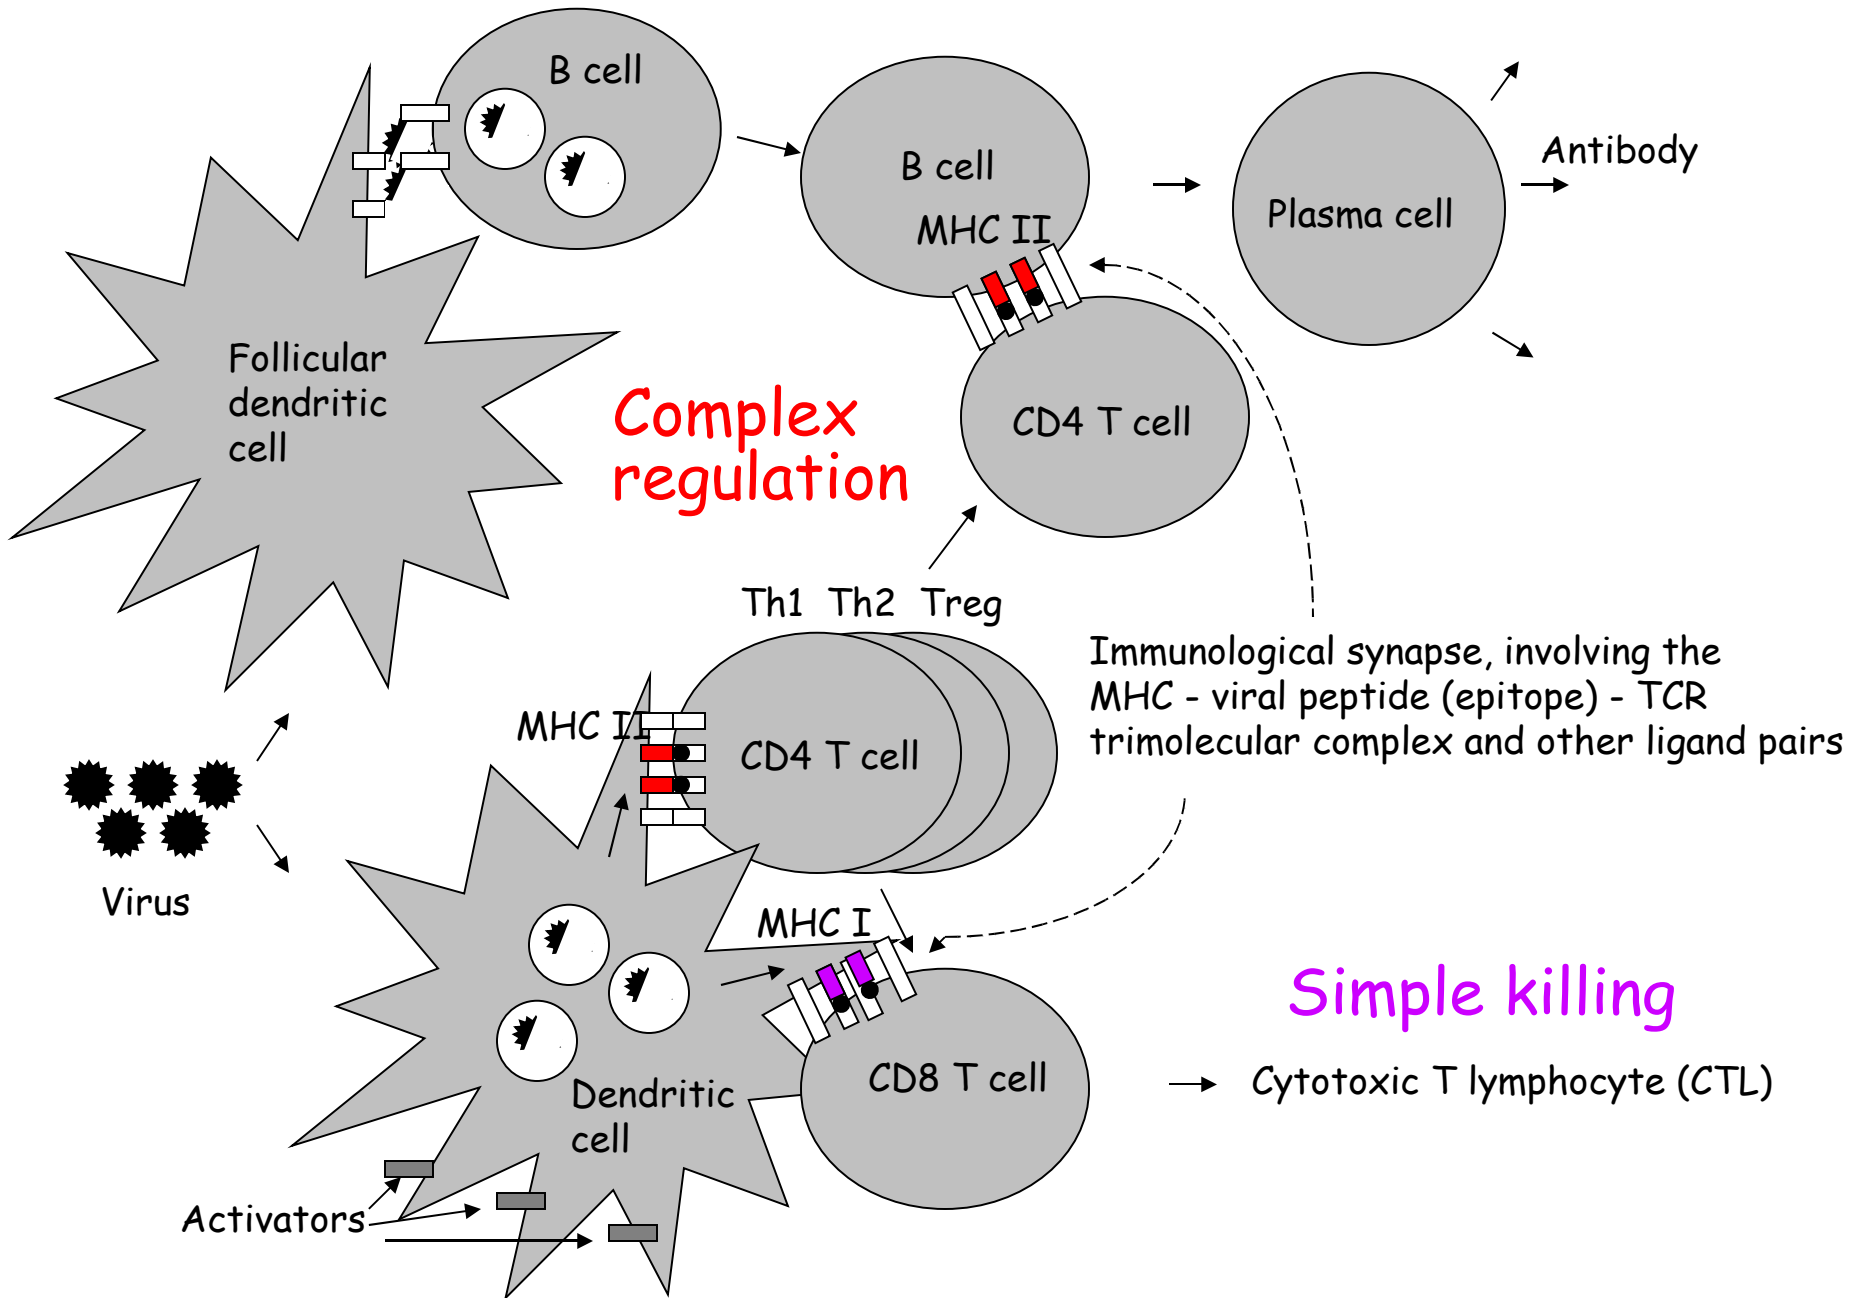 B cell
B cell
MHC II
Plasma cell
Antibody
Follicular
dendritic
cell
Complex
regulation
CD4 T cell
Th1 Th2 Treg
Immunological synapse, involving the
MHC - viral peptide (epitope) - TCR
trimolecular complex and other ligand pairs
MHC II
CD4 T cell
Virus
MHC I
Simple killing
CD8 T cell
Cytotoxic T lymphocyte (CTL)
Dendritic
cell
Activators